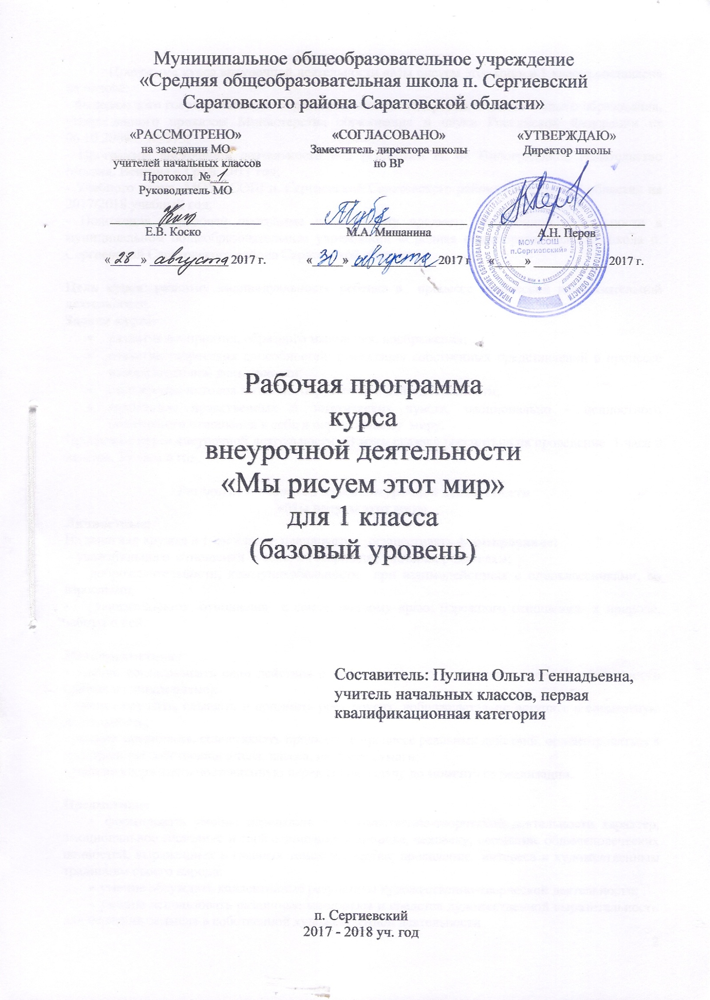 Муниципальное общеобразовательное учреждение
«Средняя общеобразовательная школа п. Сергиевский
Саратовского района Саратовской области»
«РАССМОТРЕНО»
на заседании МО
учителей начальных классов
Протокол № 1
Руководитель МО
Е.В. Коско
«28» августа 2017 г.
«СОГЛАСОВАНО»
Заместитель директора школы
по ВР
М.А. Мишанина
«30» августа 2017 г
«УТВЕРЖДАЮ»
Директор школы
А.Н. Перов
«_____» ____________ 2017 г.
МОУ «СОШ
п.Сергиевский»
Рабочая программа
курса
внеурочной деятельности
«Мы рисуем этот мир»
для 1 класса
(базовый уровень)
Составитель: Пулина Ольга Геннадьевна,
учитель начальных классов, первая
квалификационная категория
п. Сергиевский
2017 - 2018 уч. год